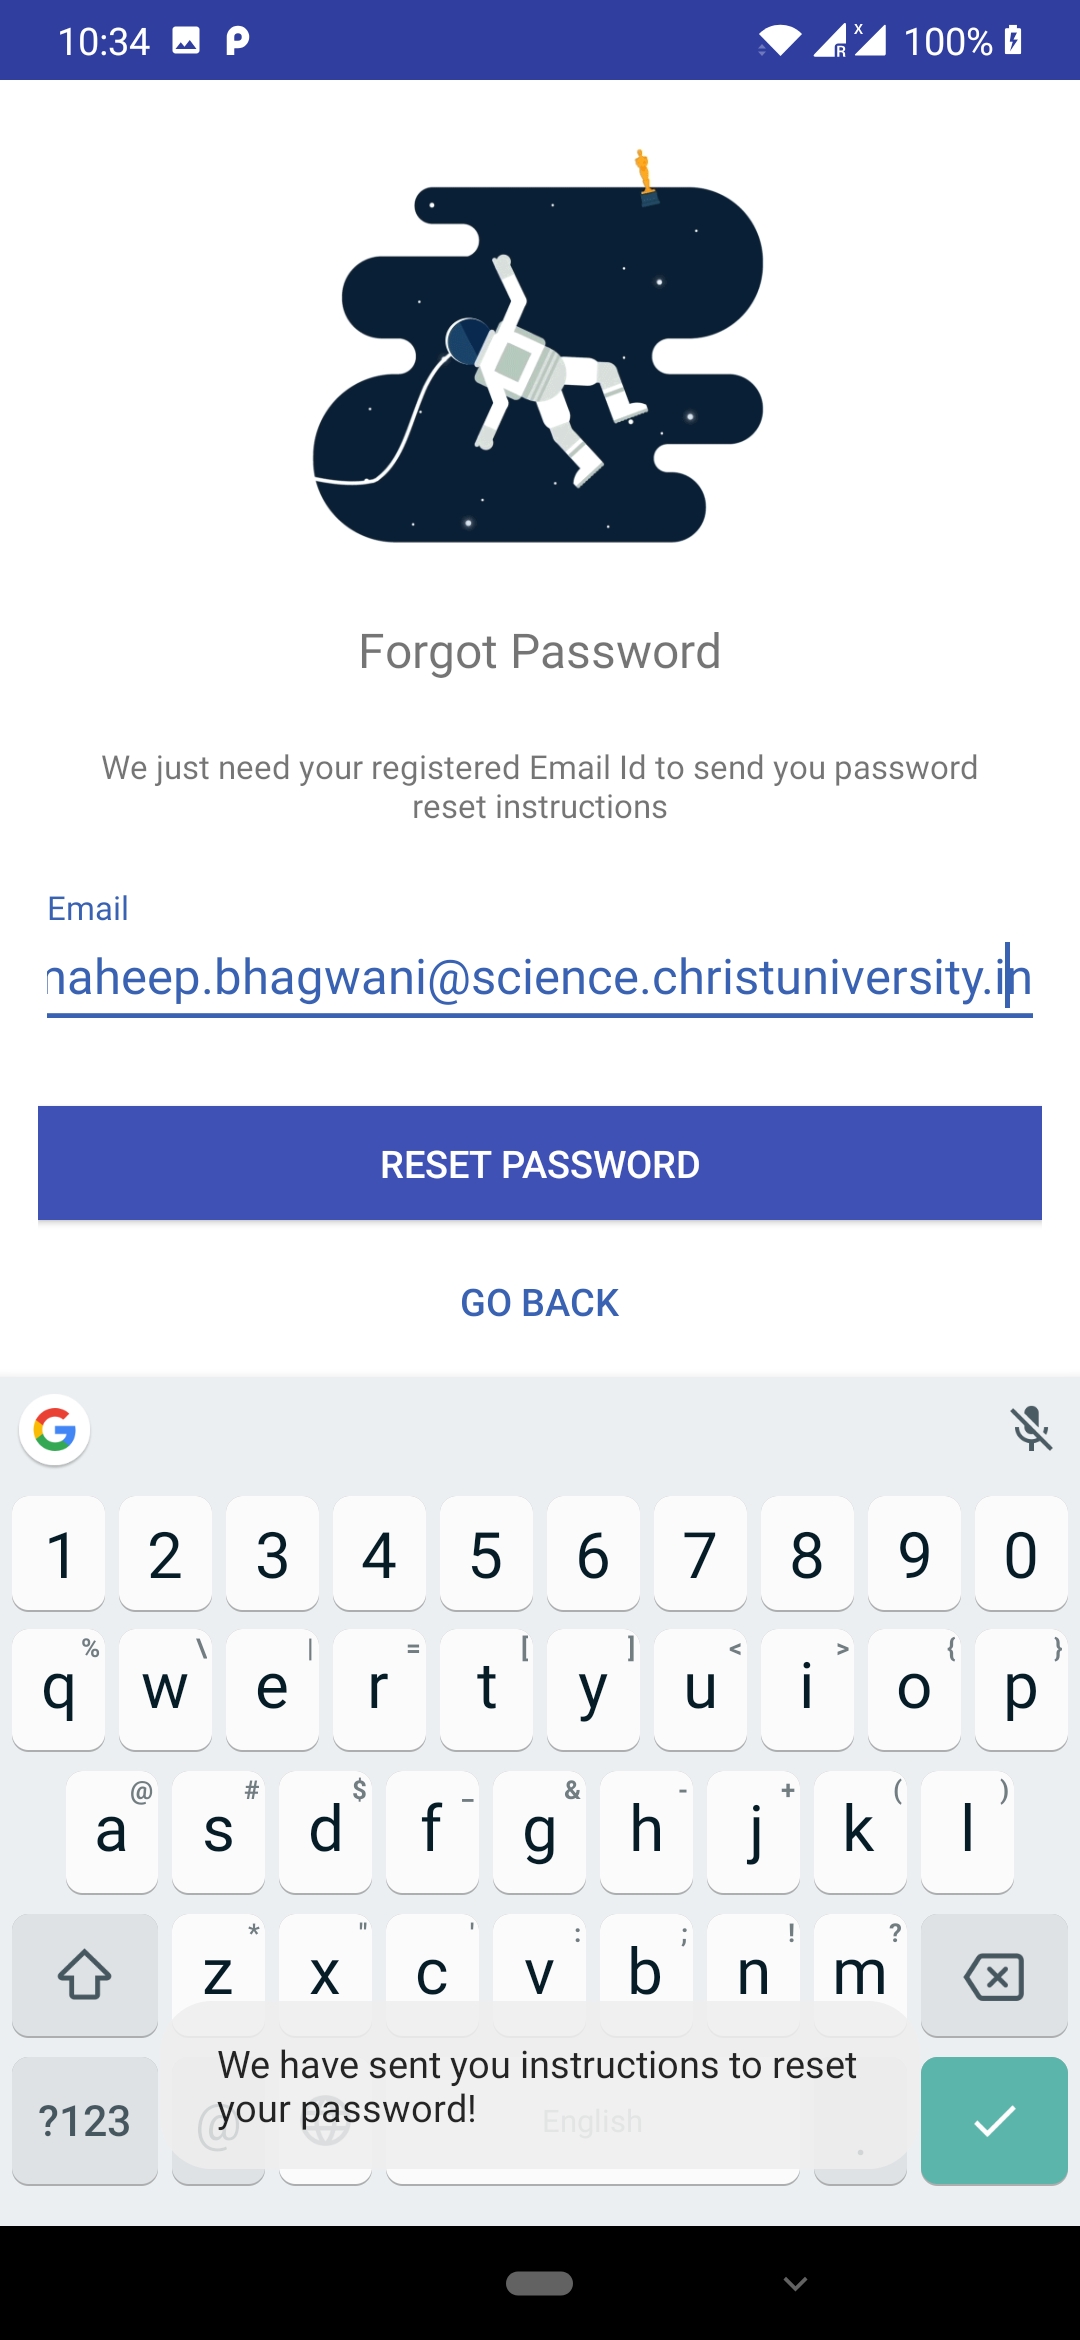 10:34 R x 100%
Forgot Password
We just need your registered Email Id to send you password
reset instructions
Email
naheep.bhagwani@science.christuniversity.in
RESET PASSWORD
GO BACK
G
1 2 3 4 5 6 7 8 9 0
% \ | = [ ] < > { }
q w e r t y u i o p
@ # $ _ & - + ( )
a s d f g h j k l
* " ' : ; ! ?
z x c v b n m
We have sent you instructions to reset
your password!
?123 @ English .